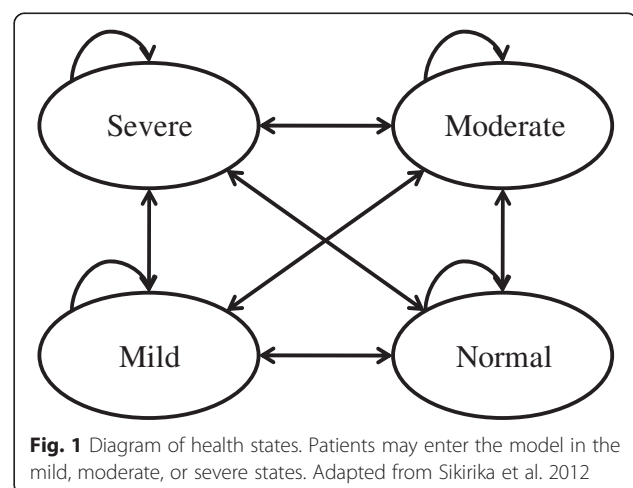 Severe
Moderate
Mild
Normal
Fig. 1 Diagram of health states. Patients may enter the model in the
mild, moderate, or severe states. Adapted from Sikirika et al. 2012